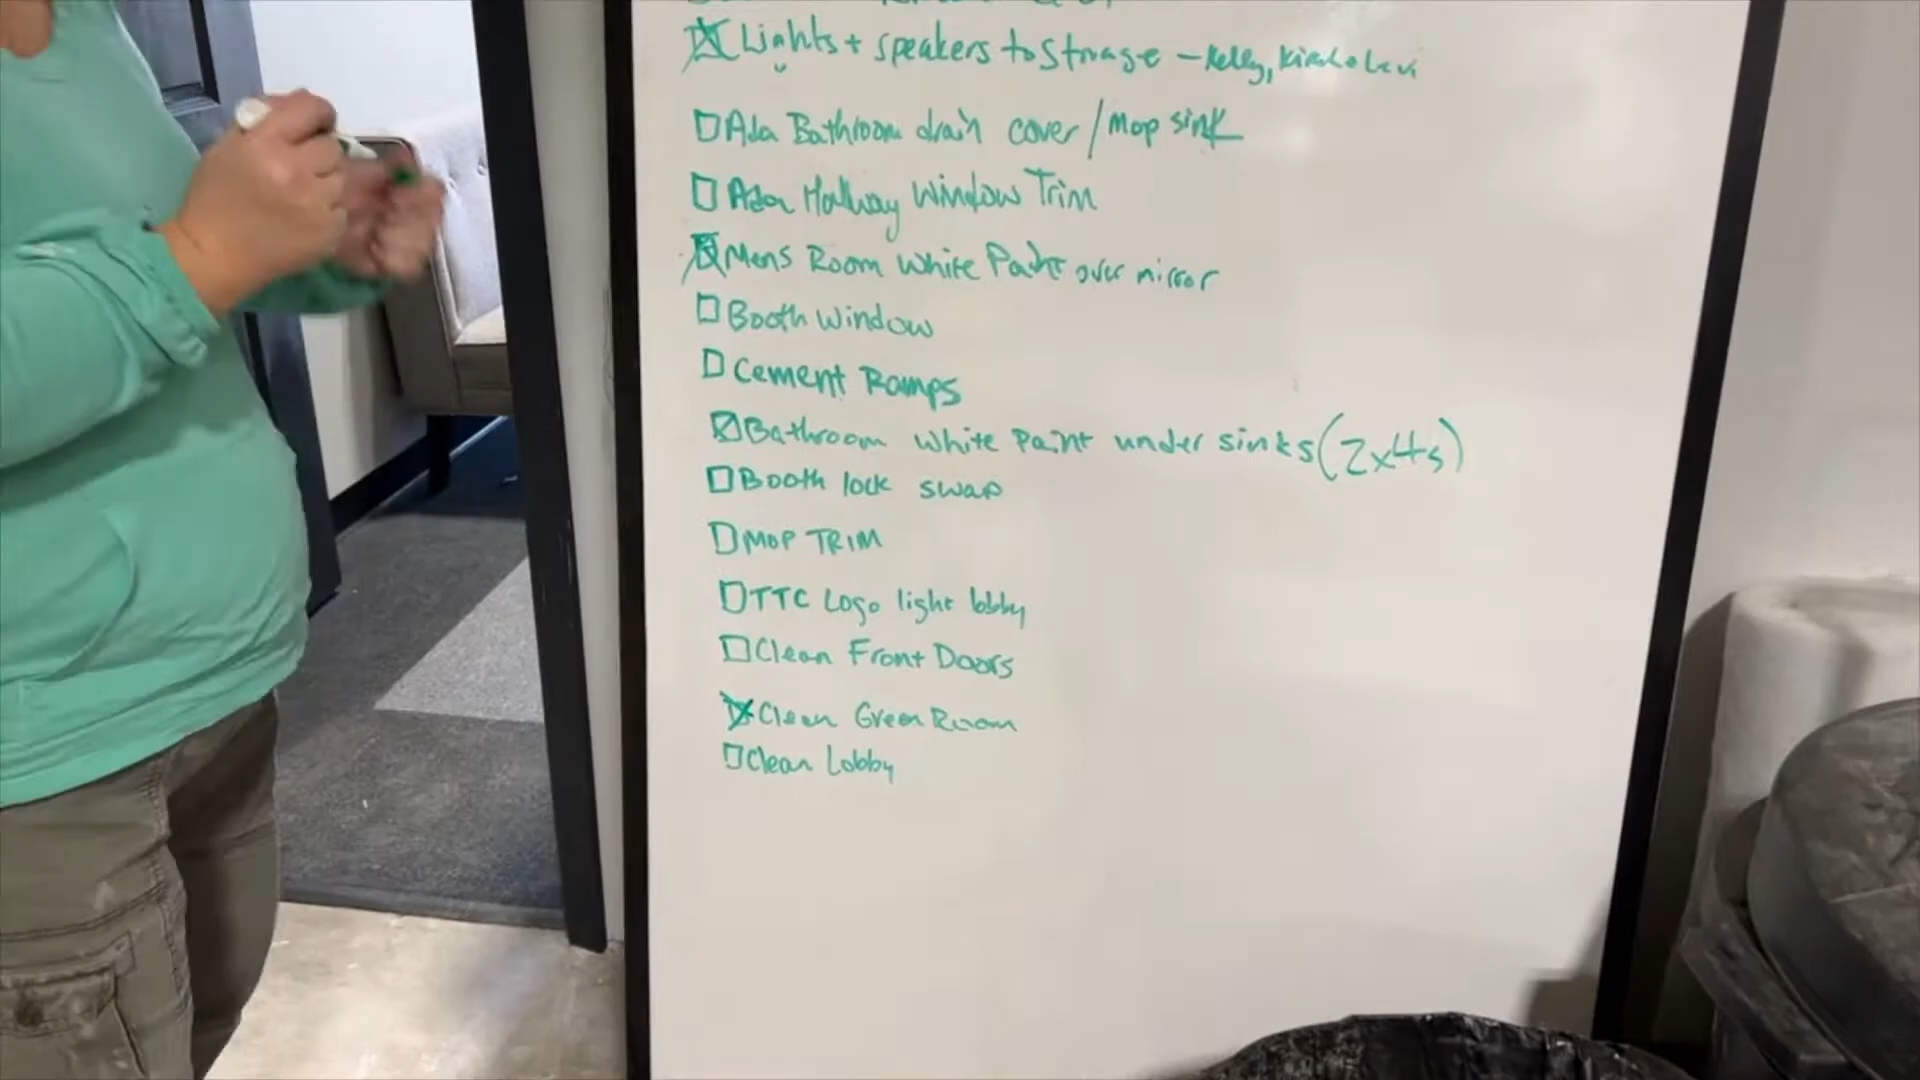 Lights + speakers to Storage - Kelly,
Ada Bathroom drain cover / Mop sink
Ada Hallway Window Trim
Mens Room White Paint over mirror
Booth Window
Cement Ramps
Bathroom white paint under sinks (2x4s)
Booth lock swap
MOP TRIM
TTC Logo light lobby
Clean Front Doors
Clean Green Room
Clean Lobby